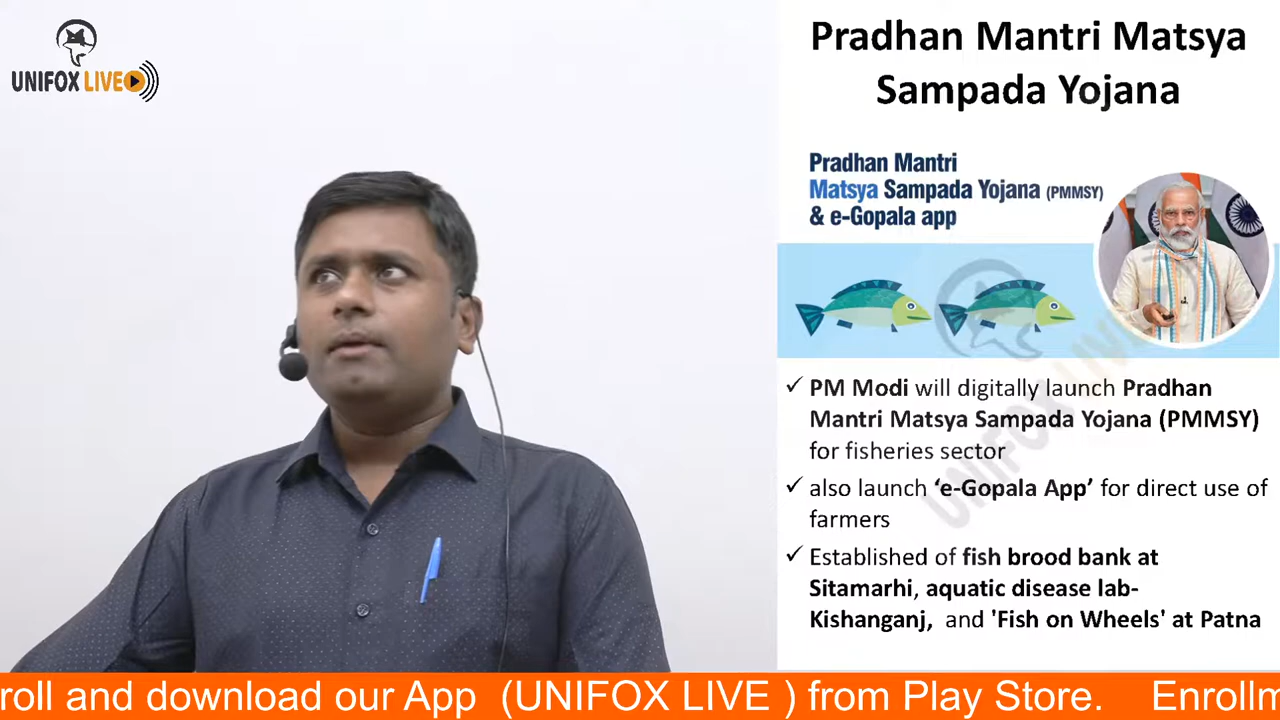 UNIFOX LIVE
Pradhan Mantri Matsya
Sampada Yojana
Pradhan Mantri
Matsya Sampada Yojana (PMMSY)
& e-Gopala app
✓ PM Modi will digitally launch Pradhan
Mantri Matsya Sampada Yojana (PMMSY)
for fisheries sector
✓ also launch ‘e-Gopala App’ for direct use of
farmers
✓ Established of fish brood bank at
Sitamarhi, aquatic disease lab-
Kishanganj, and 'Fish on Wheels' at Patna
UNIFOX LIVE
roll and download our App (UNIFOX LIVE ) from Play Store. Enrollm